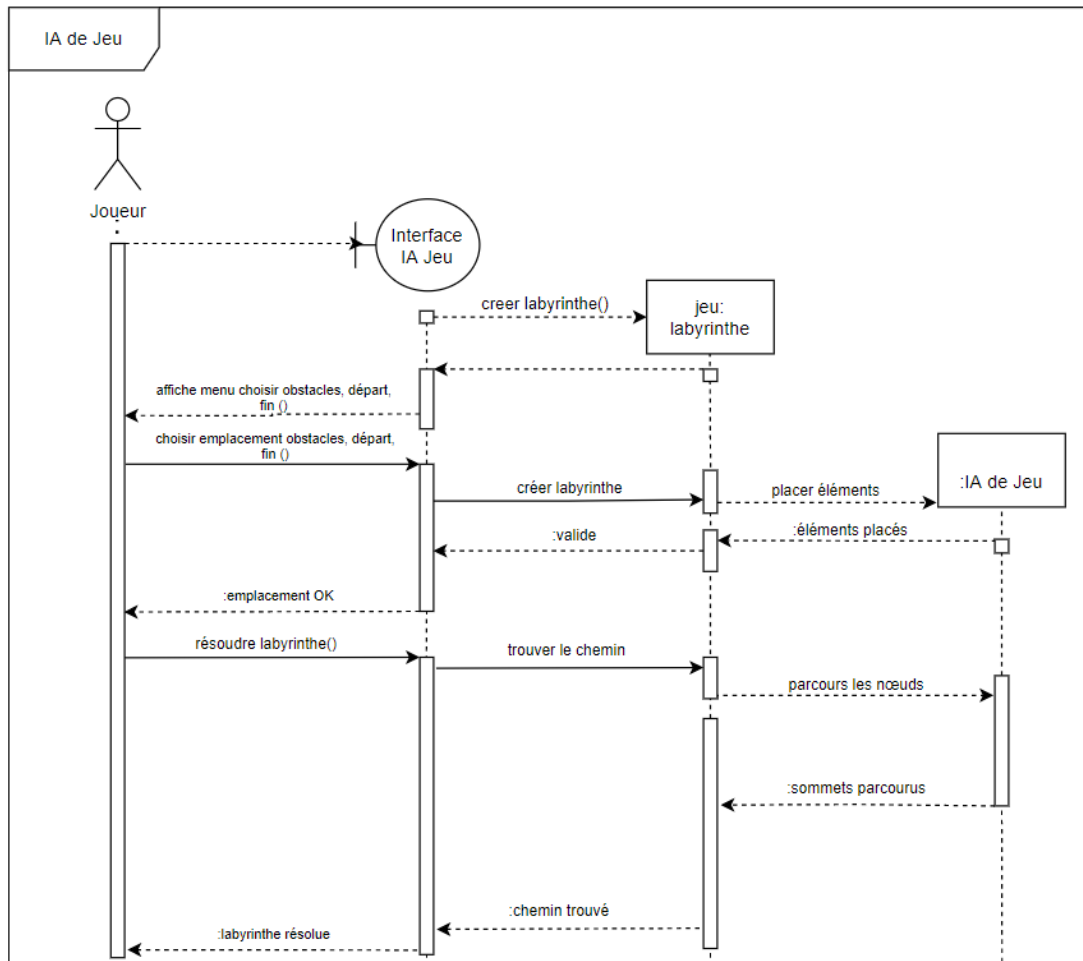 IA de Jeu
Joueur
Interface
IA Jeu
creer labyrinthe()
jeu:
labyrinthe
affiche menu choisir obstacles, départ,
fin ()
choisir emplacement obstacles, départ,
fin ()
créer labyrinthe
placer éléments
:IA de Jeu
:valide
:éléments placés
:emplacement OK
résoudre labyrinthe()
trouver le chemin
parcours les nœuds
:sommets parcourus
:chemin trouvé
:labyrinthe résolue